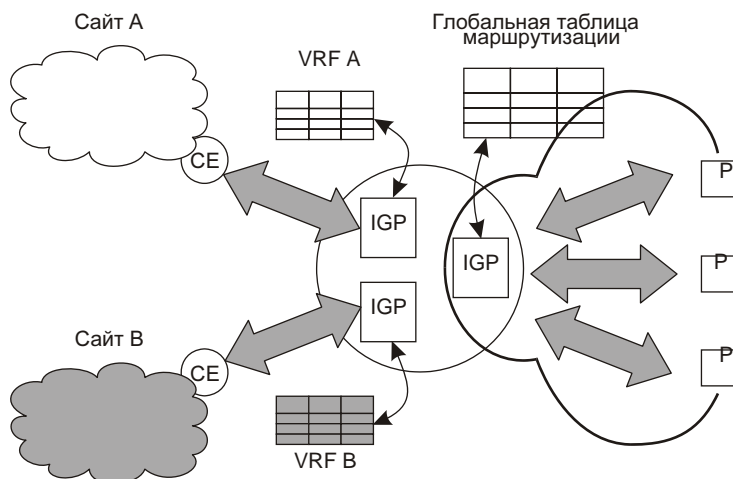 Сайт A
VRF A
Глобальная таблица
маршрутизации
CE
IGP
IGP
IGP
P
P
P
Сайт B
CE
VRF B